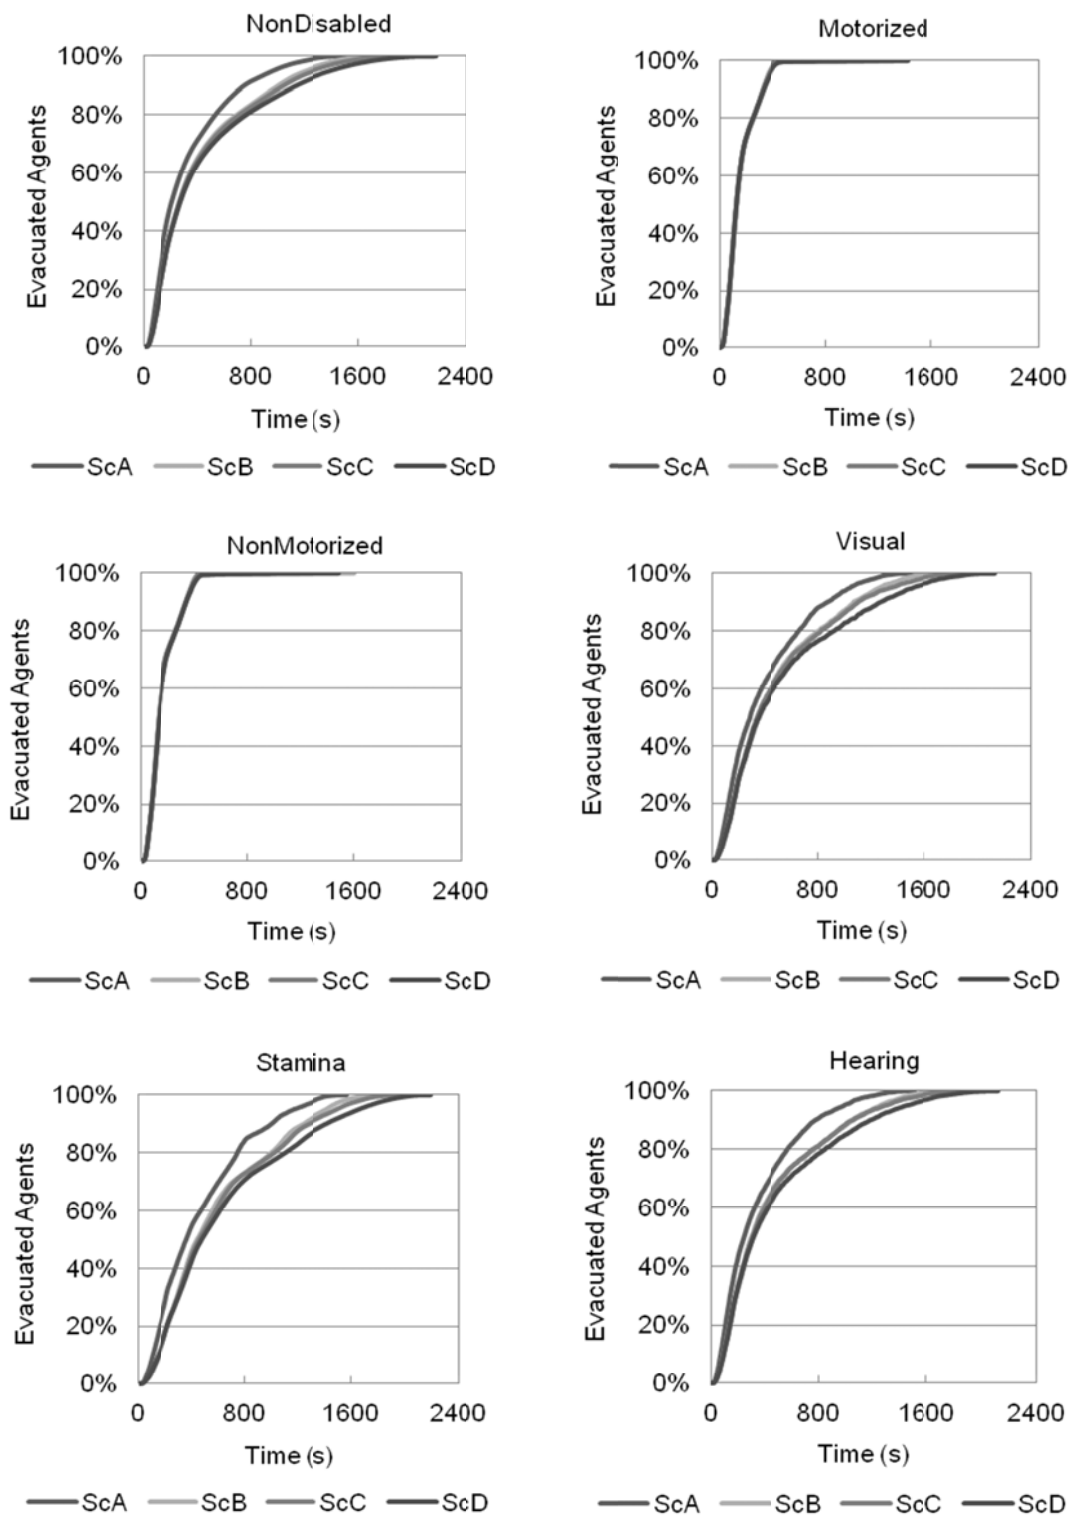 NonDisabled
Evacuated Agents
100%
80%
60%
40%
20%
0%
0 800 1600 2400
Time (s)
ScA ScB ScC ScD
Motorized
Evacuated Agents
100%
80%
60%
40%
20%
0%
0 800 1600 2400
Time (s)
ScA ScB ScC ScD
NonMotorized
Evacuated Agents
100%
80%
60%
40%
20%
0%
0 800 1600 2400
Time (s)
ScA ScB ScC ScD
Visual
Evacuated Agents
100%
80%
60%
40%
20%
0%
0 800 1600 2400
Time (s)
ScA ScB ScC ScD
Stamina
Evacuated Agents
100%
80%
60%
40%
20%
0%
0 800 1600 2400
Time (s)
ScA ScB ScC ScD
Hearing
Evacuated Agents
100%
80%
60%
40%
20%
0%
0 800 1600 2400
Time (s)
ScA ScB ScC ScD